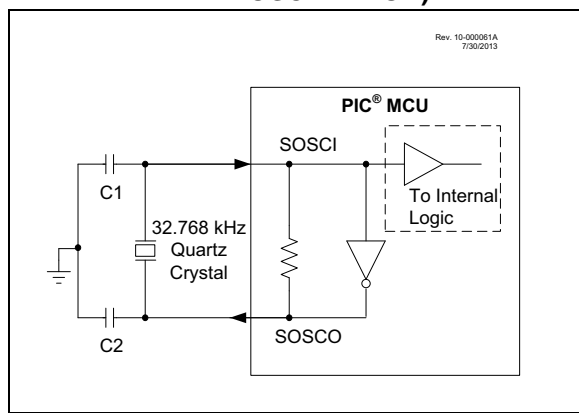 Rev. 10-000061A
7/30/2013
PIC® MCU
SOSCI
C1
To Internal
Logic
32.768 kHz
Quartz
Crystal
SOSCO
C2